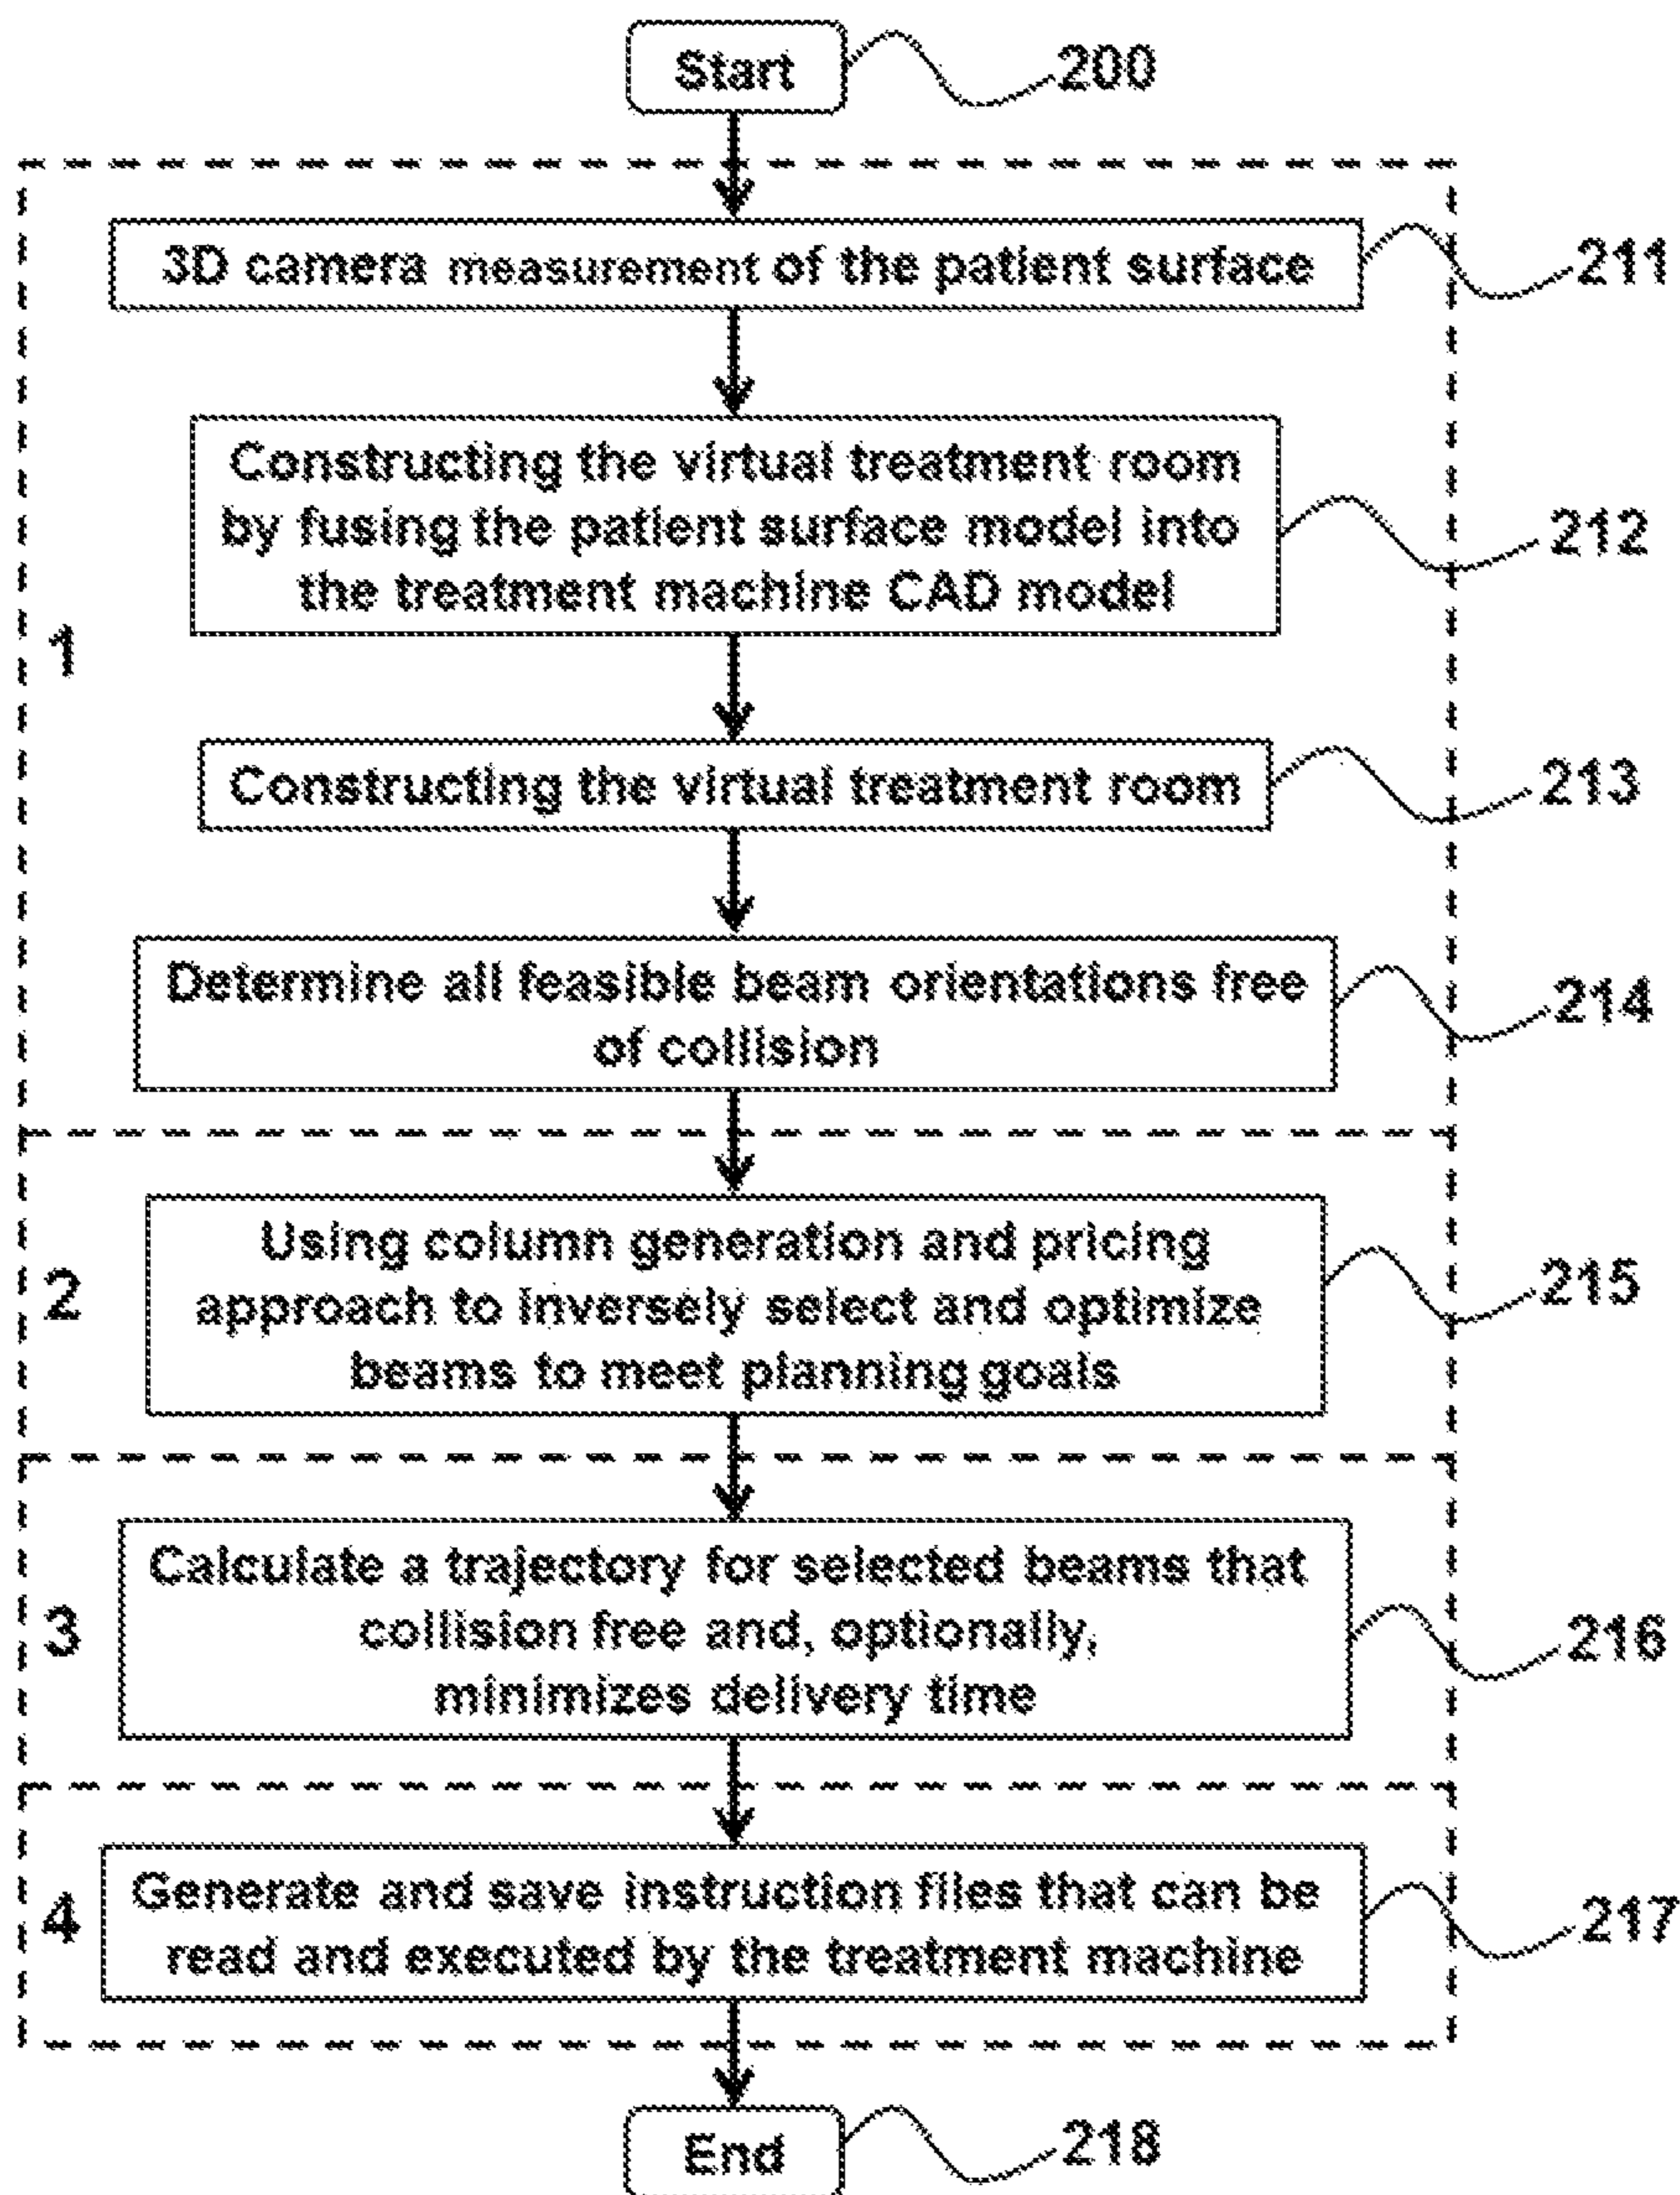 Start
200
3D camera measurement of the patient surface
211
Constructing the virtual treatment room
by fusing the patient surface model into
the treatment machine CAD model
212
1
Constructing the virtual treatment room
213
Determine all feasible beam orientations free
of collision
214
Using column generation and pricing
approach to inversely select and optimize
beams to meet planning goals
2
215
Calculate a trajectory for selected beams that
collision free and, optionally,
minimizes delivery time
3
216
Generate and save instruction files that can be
read and executed by the treatment machine
4
217
End
218